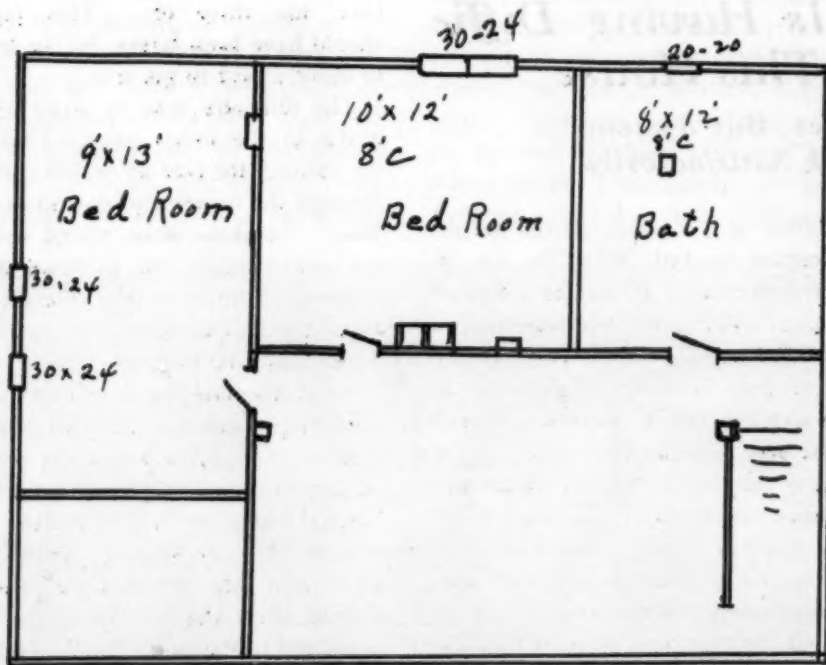 30-24
20-20
10' x 12'
8' x 12'
8' C
8' C
9' x 13'
Bed Room
Bed Room
Bath
30.24
30 x 24